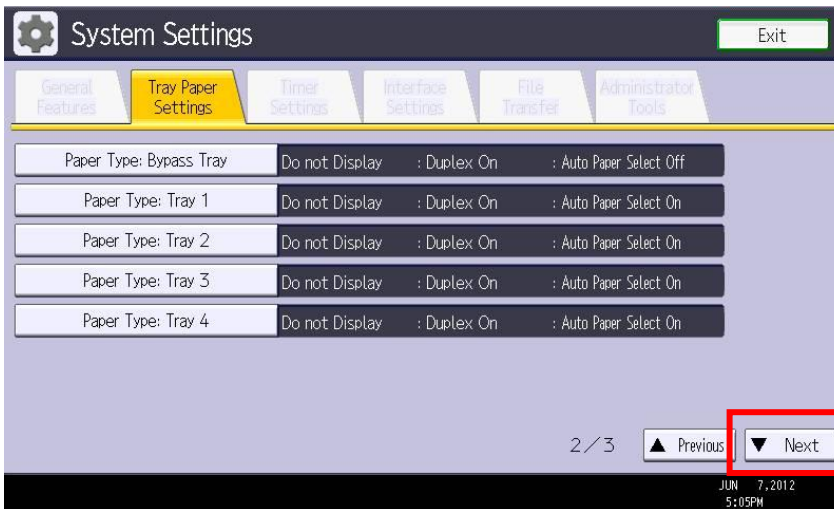 System Settings
Exit
General
Features
Tray Paper
Settings
Timer
Settings
Interface
Settings
File
Transfer
Administrator
Tools
Paper Type: Bypass Tray Do not Display : Duplex On : Auto Paper Select Off
Paper Type: Tray 1 Do not Display : Duplex On : Auto Paper Select On
Paper Type: Tray 2 Do not Display : Duplex On : Auto Paper Select On
Paper Type: Tray 3 Do not Display : Duplex On : Auto Paper Select On
Paper Type: Tray 4 Do not Display : Duplex On : Auto Paper Select On
2/3 ▲ Previous ▼ Next
JUN 7,2012
5:05PM